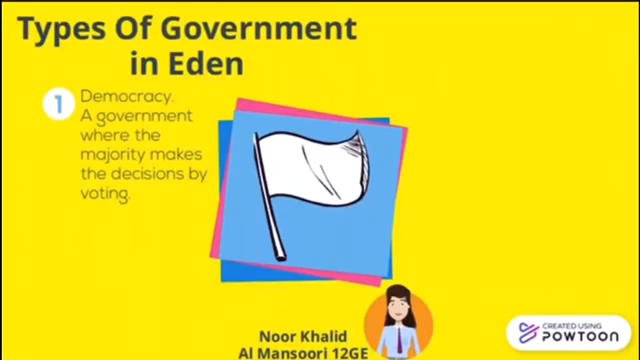 Types Of Government
in Eden
1
Democracy.
A government
where the
majority makes
the decisions by
voting.
Noor Khalid
Al Mansoori 12GE
CREATED USING
POWTOON